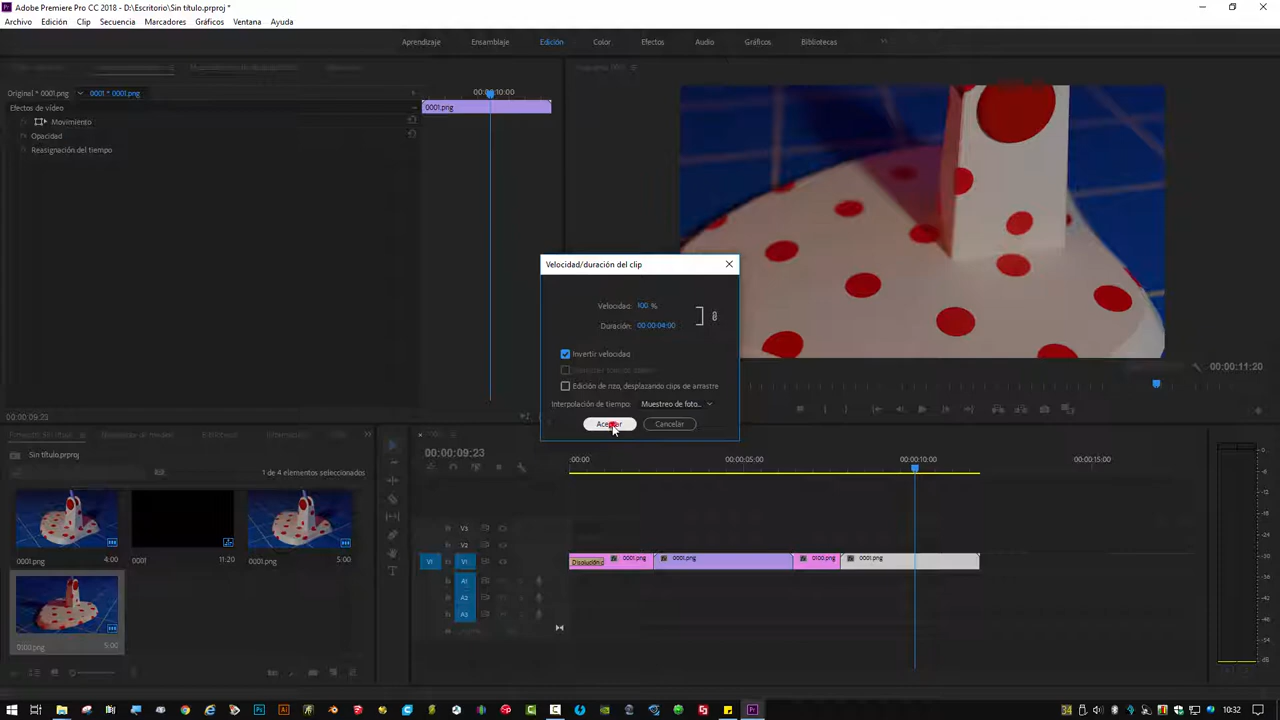 Adobe Premiere Pro CC 2018 - D:\Escritorio\Sin título.prproj *
Archivo Edición Clip Secuencia Marcadores Gráficos Ventana Ayuda
Aprendizaje Ensamblaje Edición Color Efectos Audio Gráficos Bibliotecas
Original * 0001.png 0001 * 0001.png
Efectos de vídeo
Movimiento
Opacidad
Reasignación del tiempo
00:00:10:00
0001.png
00:00:09:23
00:00:11:20
Velocidad/duración del clip
Velocidad: 100 %
Duración: 00:00:04:00
Invertir velocidad
Edición de rizo, desplazando clips de arrastre
Interpolación de tiempo: Muestreo de foto...
Cancelar
Sin título.prproj
1 de 4 elementos seleccionados
0001.png 4:00
0001 11:20
0001.png 5:00
0100.png 5:00
00:00:09:23
:00:00 00:00:05:00 00:00:10:00 00:00:15:00
V3
V2
V1 V1
A1
A2
A3
0001.png 0001.png 0100.png 0001.png
10:32